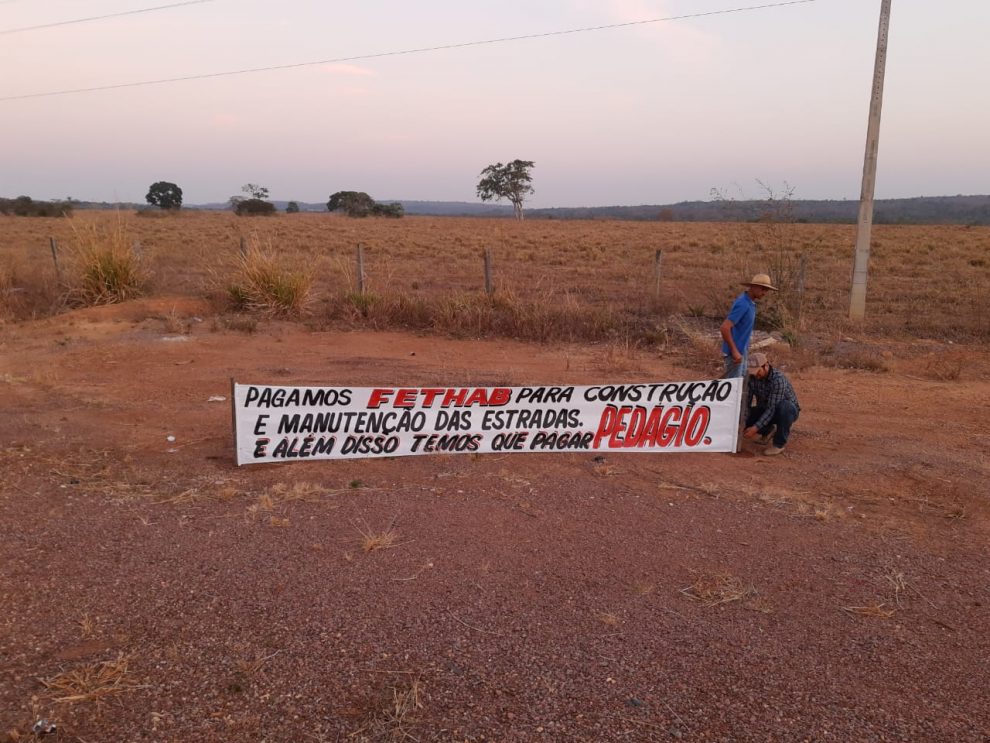 PAGAMOS FETHAB PARA CONSTRUÇÃO
E MANUTENÇÃO DAS ESTRADAS.
E ALÉM DISSO TEMOS QUE PAGAR PEDÁGIO.